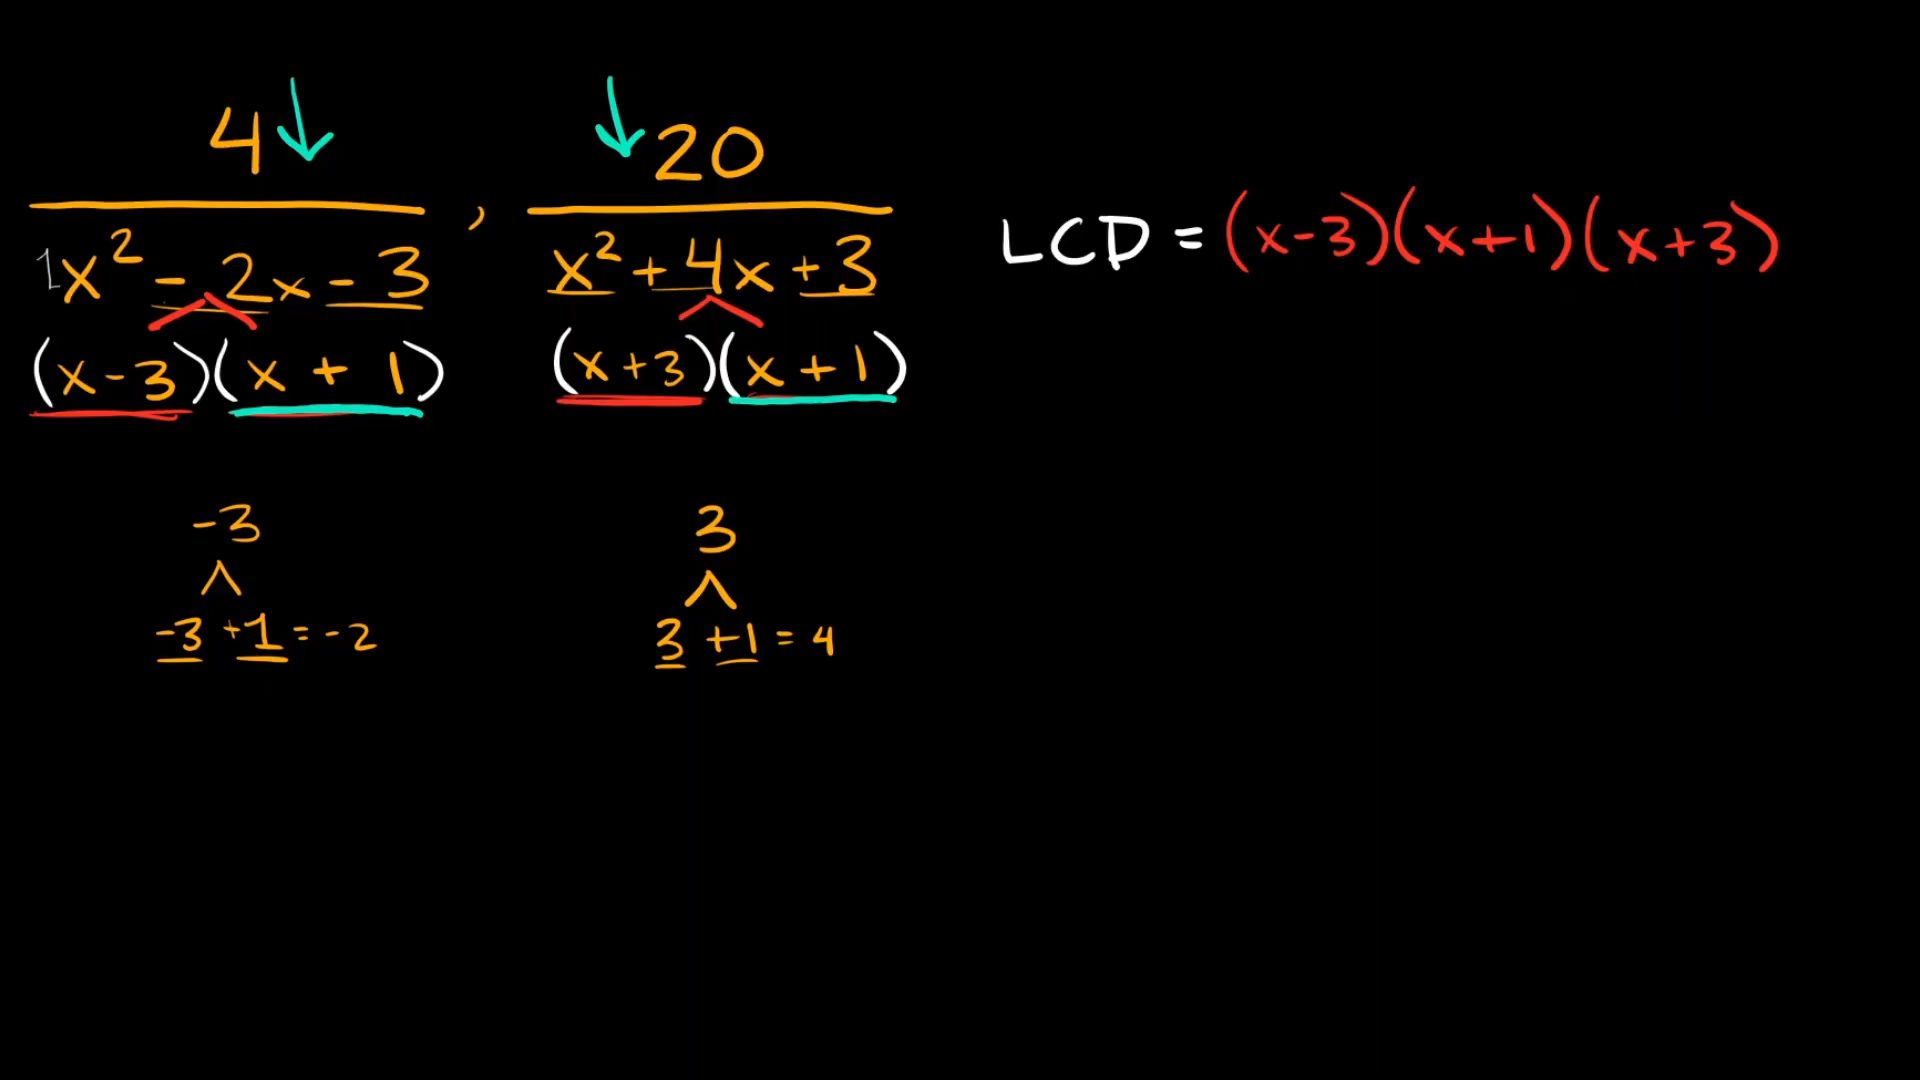 4 , 20
1x² - 2x - 3 x² + 4x + 3 LCD = (x-3)(x+1)(x+3)
(x-3)(x + 1) (x+3)(x + 1)
-3 3
-3 +1 = -2 3 +1 = 4